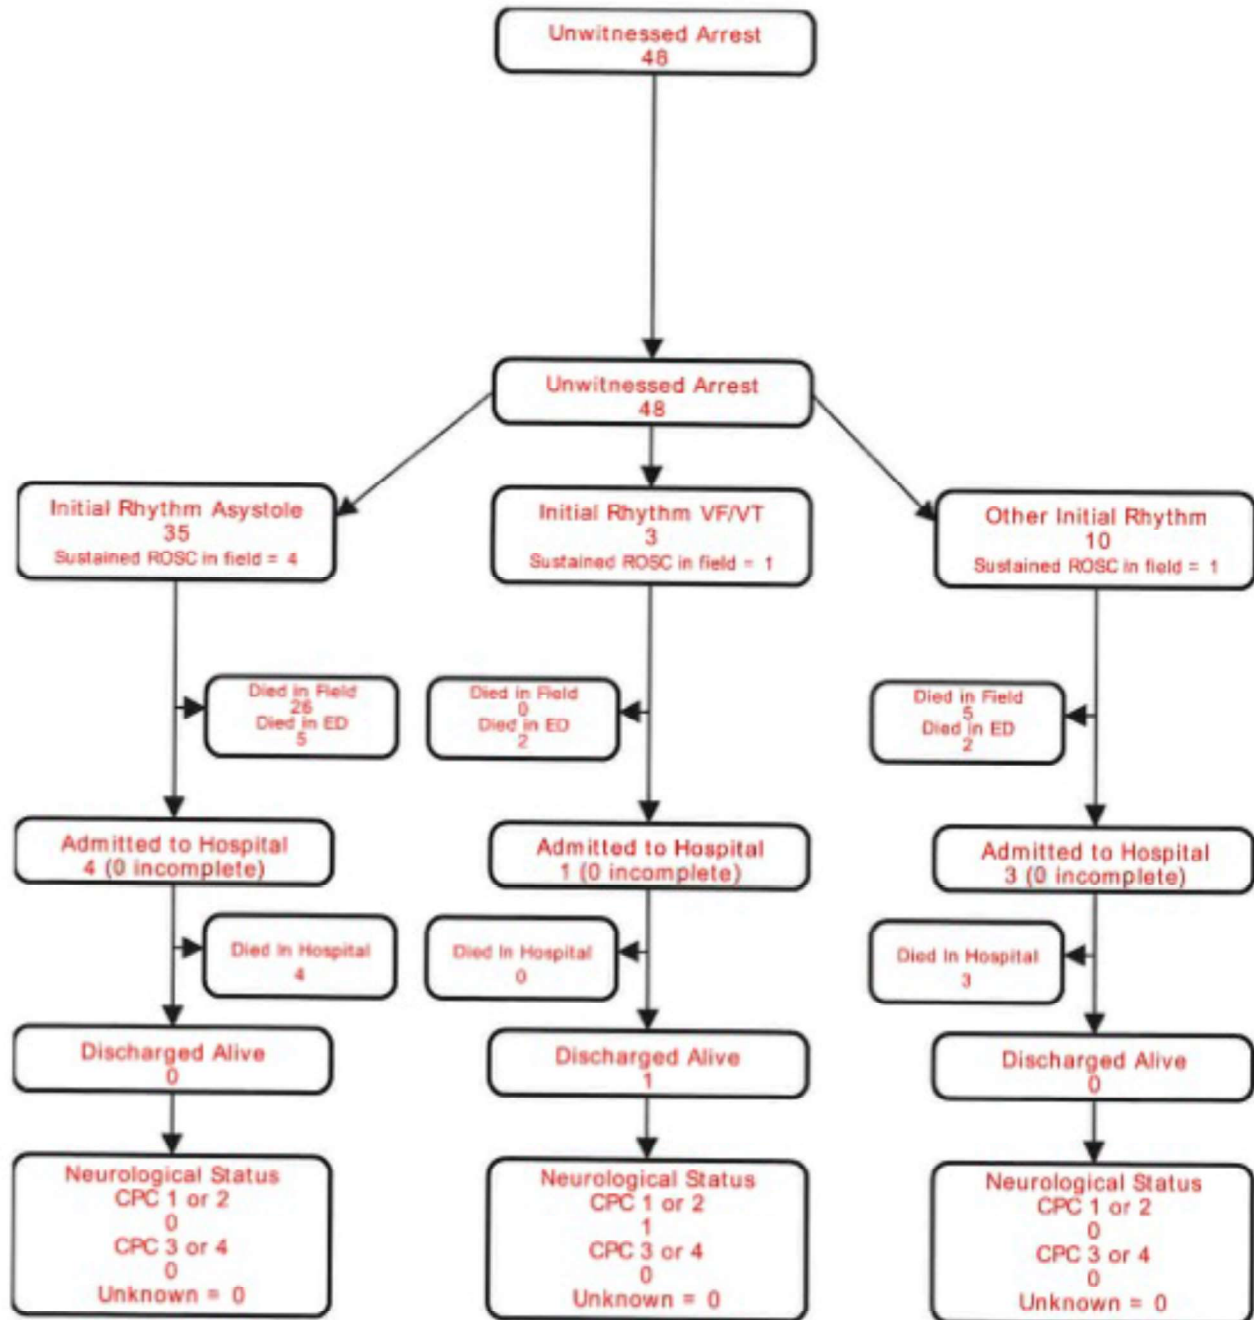 Unwitnessed Arrest
48
Unwitnessed Arrest
48
Initial Rhythm Asystole
35
Sustained ROSC in field = 4
Initial Rhythm VF/VT
3
Sustained ROSC in field = 1
Other Initial Rhythm
10
Sustained ROSC in field = 1
Died in Field
26
Died in ED
5
Died in Field
0
Died in ED
2
Died in Field
5
Died in ED
2
Admitted to Hospital
4 (0 incomplete)
Admitted to Hospital
1 (0 incomplete)
Admitted to Hospital
3 (0 incomplete)
Died In Hospital
4
Died In Hospital
0
Died In Hospital
3
Discharged Alive
0
Discharged Alive
1
Discharged Alive
0
Neurological Status
CPC 1 or 2
0
CPC 3 or 4
0
Unknown = 0
Neurological Status
CPC 1 or 2
1
CPC 3 or 4
0
Unknown = 0
Neurological Status
CPC 1 or 2
0
CPC 3 or 4
0
Unknown = 0